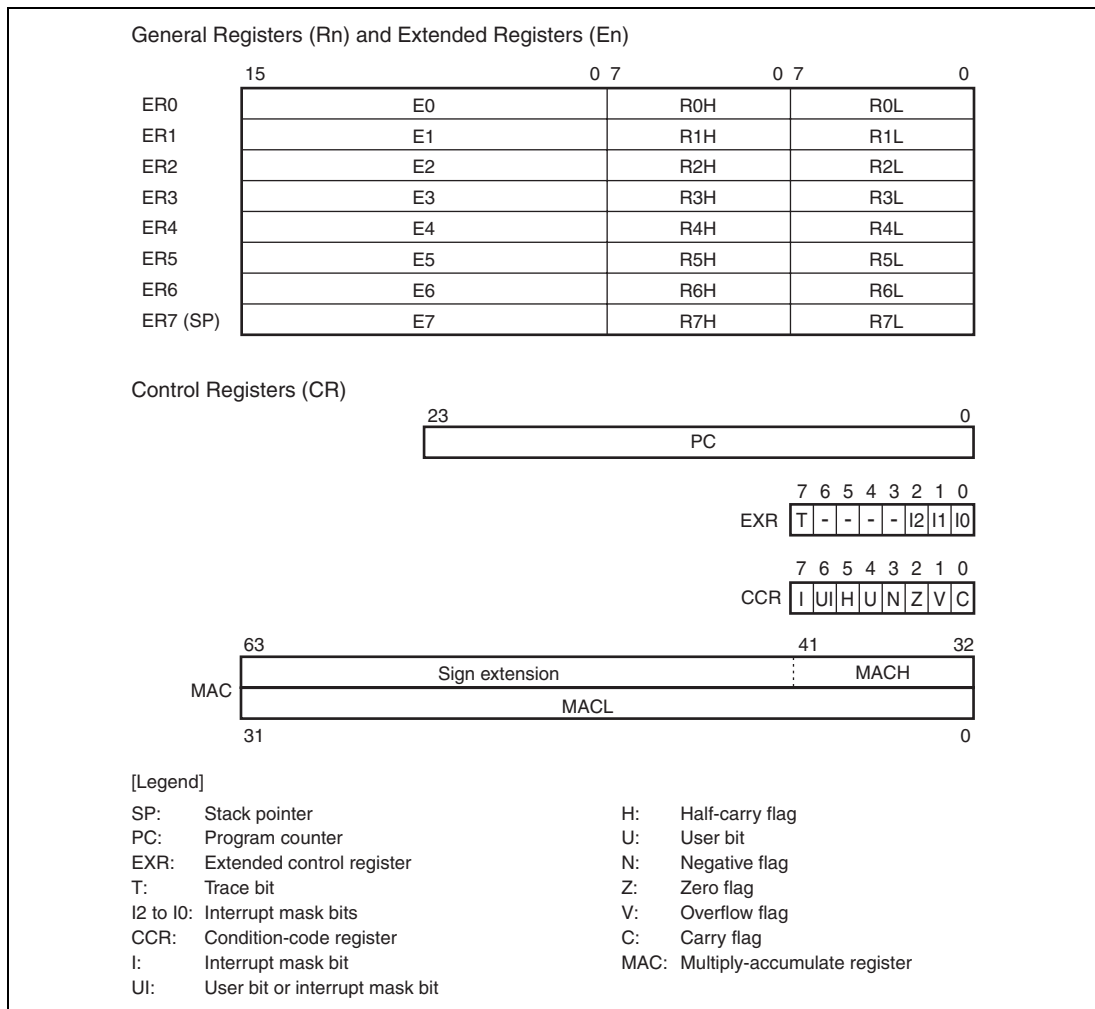 General Registers (Rn) and Extended Registers (En)
15 0 7 0 7 0
ER0 E0 R0H R0L
ER1 E1 R1H R1L
ER2 E2 R2H R2L
ER3 E3 R3H R3L
ER4 E4 R4H R4L
ER5 E5 R5H R5L
ER6 E6 R6H R6L
ER7 (SP) E7 R7H R7L
Control Registers (CR)
23 0
PC
7 6 5 4 3 2 1 0
EXR T - - - - I2 I1 I0
7 6 5 4 3 2 1 0
CCR I UI H U N Z V C
63 41 32
MAC
Sign extension MACH
MACL
31 0
[Legend]
SP: Stack pointer
PC: Program counter
EXR: Extended control register
T: Trace bit
I2 to I0: Interrupt mask bits
CCR: Condition-code register
I: Interrupt mask bit
UI: User bit or interrupt mask bit
H: Half-carry flag
U: User bit
N: Negative flag
Z: Zero flag
V: Overflow flag
C: Carry flag
MAC: Multiply-accumulate register